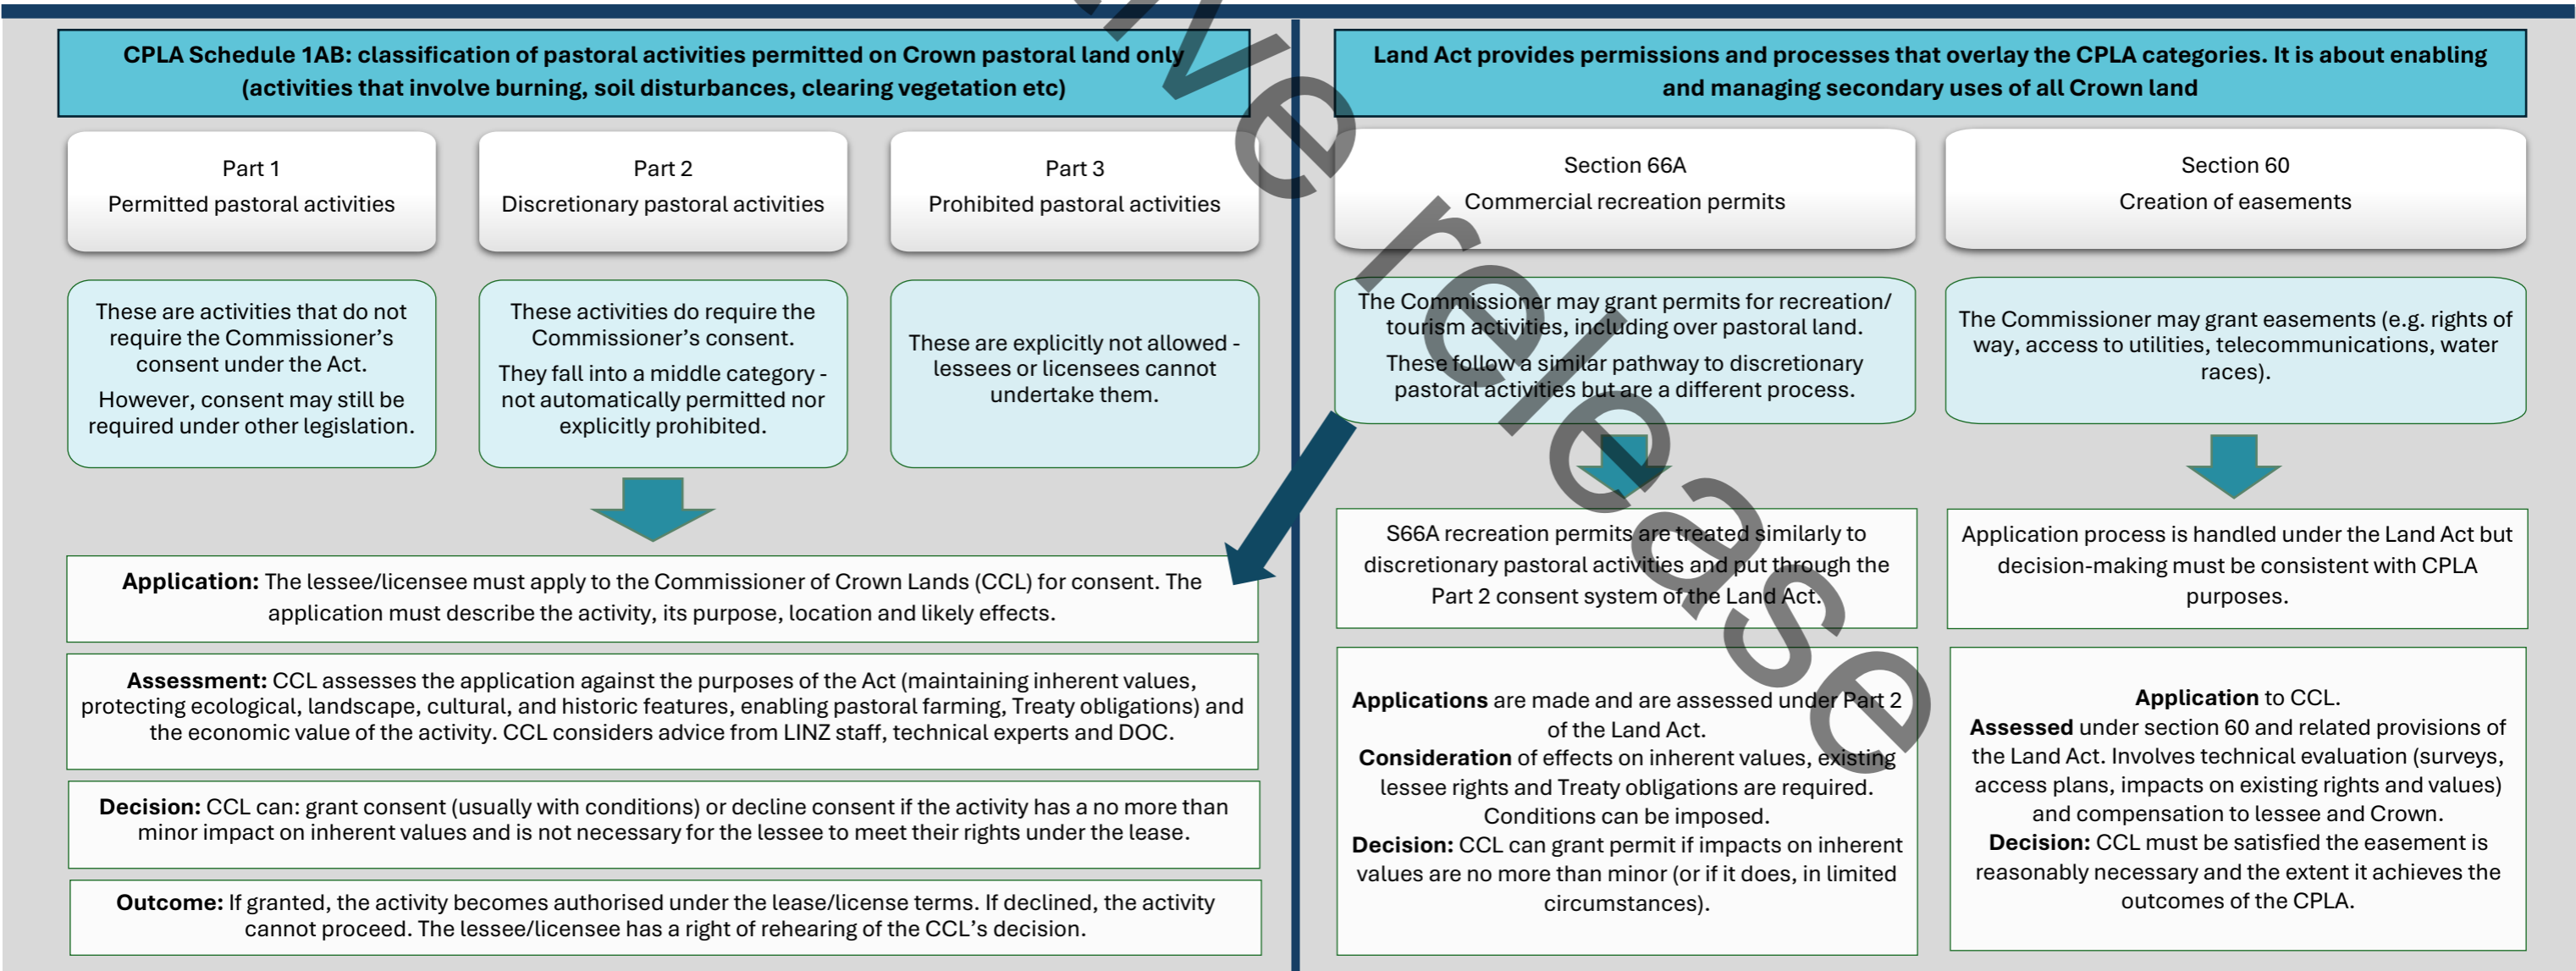 CPLA Schedule 1AB: classification of pastoral activities permitted on Crown pastoral land only
(activities that involve burning, soil disturbances, clearing vegetation etc)
Part 1
Permitted pastoral activities
Part 2
Discretionary pastoral activities
Part 3
Prohibited pastoral activities
These are activities that do not
require the Commissioner's
consent under the Act.
However, consent may still be
required under other legislation.
These activities do require the
Commissioner's consent.
They fall into a middle category -
not automatically permitted nor
explicitly prohibited.
These are explicitly not allowed -
lessees or licensees cannot
undertake them.
Application: The lessee/licensee must apply to the Commissioner of Crown Lands (CCL) for consent. The
application must describe the activity, its purpose, location and likely effects.
Assessment: CCL assesses the application against the purposes of the Act (maintaining inherent values,
protecting ecological, landscape, cultural, and historic features, enabling pastoral farming, Treaty obligations) and
the economic value of the activity. CCL considers advice from LINZ staff, technical experts and DOC.
Decision: CCL can: grant consent (usually with conditions) or decline consent if the activity has a no more than
minor impact on inherent values and is not necessary for the lessee to meet their rights under the lease.
Outcome: If granted, the activity becomes authorised under the lease/license terms. If declined, the activity
cannot proceed. The lessee/licensee has a right of rehearing of the CCL's decision.
Land Act provides permissions and processes that overlay the CPLA categories. It is about enabling
and managing secondary uses of all Crown land
Section 66A
Commercial recreation permits
Section 60
Creation of easements
The Commissioner may grant permits for recreation/
tourism activities, including over pastoral land.
These follow a similar pathway to discretionary
pastoral activities but are a different process.
The Commissioner may grant easements (e.g. rights of
way, access to utilities, telecommunications, water
races).
S66A recreation permits are treated similarly to
discretionary pastoral activities and put through the
Part 2 consent system of the Land Act.
Application process is handled under the Land Act but
decision-making must be consistent with CPLA
purposes.
Applications are made and are assessed under Part 2
of the Land Act.
Consideration of effects on inherent values, existing
lessee rights and Treaty obligations are required.
Conditions can be imposed.
Decision: CCL can grant permit if impacts on inherent
values are no more than minor (or if it does, in limited
circumstances).
Application to CCL.
Assessed under section 60 and related provisions of
the Land Act. Involves technical evaluation (surveys,
access plans, impacts on existing rights and values)
and compensation to lessee and Crown.
Decision: CCL must be satisfied the easement is
reasonably necessary and the extent it achieves the
outcomes of the CPLA.
release